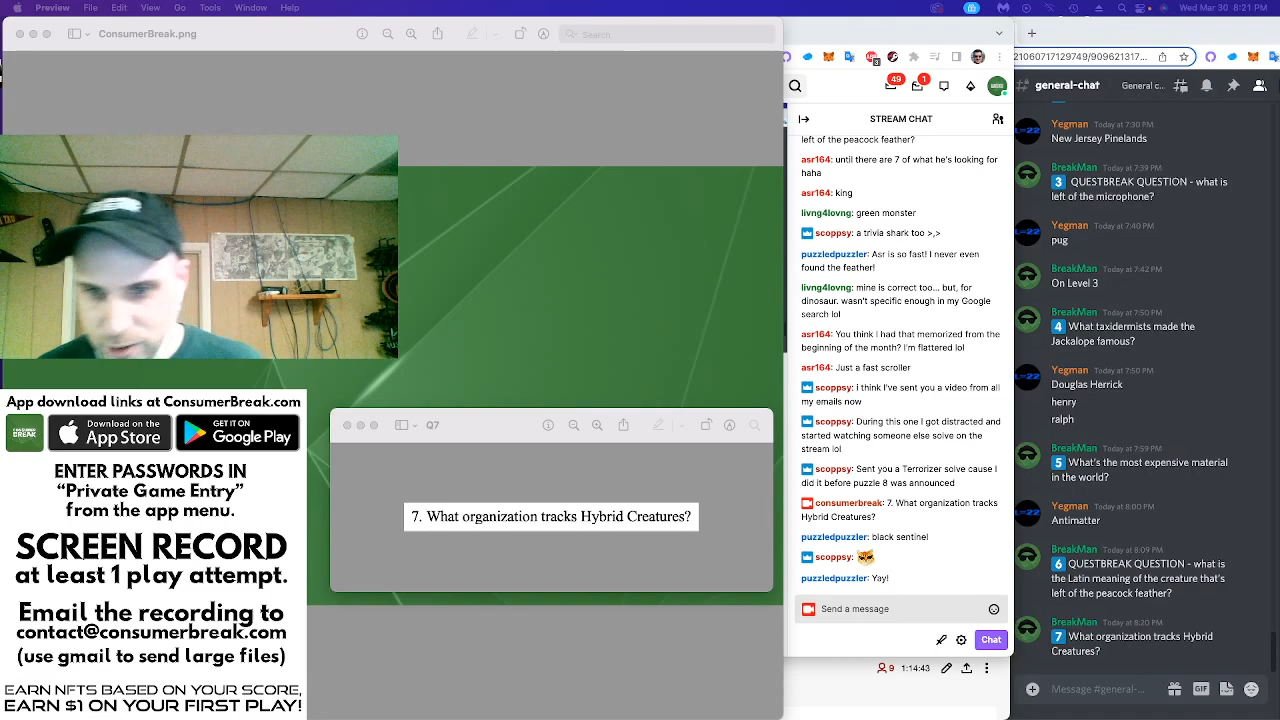 Preview File Edit View Go Tools Window Help
Wed Mar 30 8:21 PM
ConsumerBreak.png
Search
App download links at ConsumerBreak.com
CONSUMER
BREAK
Download on the
App Store
GET IT ON
Google Play
ENTER PASSWORDS IN
“Private Game Entry”
from the app menu.
SCREEN RECORD
at least 1 play attempt.
Email the recording to
contact@consumerbreak.com
(use gmail to send large files)
EARN NFTS BASED ON YOUR SCORE,
EARN $1 ON YOUR FIRST PLAY!
Q7
7. What organization tracks Hybrid Creatures?
3
49
1
STREAM CHAT
left of the peacock feather?
asr164: until there are 7 of what he's looking for
haha
asr164: king
livng4lovng: green monster
scoppsy: a trivia shark too >,>
puzzledpuzzler: Asr is so fast! I never even
found the feather!
livng4lovng: mine is correct too... but, for
dinosaur. wasn't specific enough in my Google
search lol
asr164: You think I had that memorized from the
beginning of the month? I'm flattered lol
asr164: Just a fast scroller
scoppsy: i think I've sent you a video from all
my emails now
scoppsy: During this one I got distracted and
started watching someone else solve on the
stream lol
scoppsy: Sent you a Terrorizer solve cause I
did it before puzzle 8 was announced
consumerbreak: 7. What organization tracks
Hybrid Creatures?
puzzledpuzzler: black sentinel
scoppsy:
puzzledpuzzler: Yay!
Send a message
Chat
9 1:14:43
21060717129749/909621317...
general-chat General c...
Yegman Today at 7:30 PM
New Jersey Pinelands
BreakMan Today at 7:39 PM
3 QUESTBREAK QUESTION - what is
left of the microphone?
Yegman Today at 7:40 PM
pug
BreakMan Today at 7:42 PM
On Level 3
BreakMan Today at 7:50 PM
4 What taxidermists made the
Jackalope famous?
Yegman Today at 7:50 PM
Douglas Herrick
henry
ralph
BreakMan Today at 7:59 PM
5 What's the most expensive material
in the world?
Yegman Today at 8:00 PM
Antimatter
BreakMan Today at 8:09 PM
6 QUESTBREAK QUESTION - what is
the Latin meaning of the creature that's
left of the peacock feather?
BreakMan Today at 8:20 PM
7 What organization tracks Hybrid
Creatures?
Message #general-...
GIF